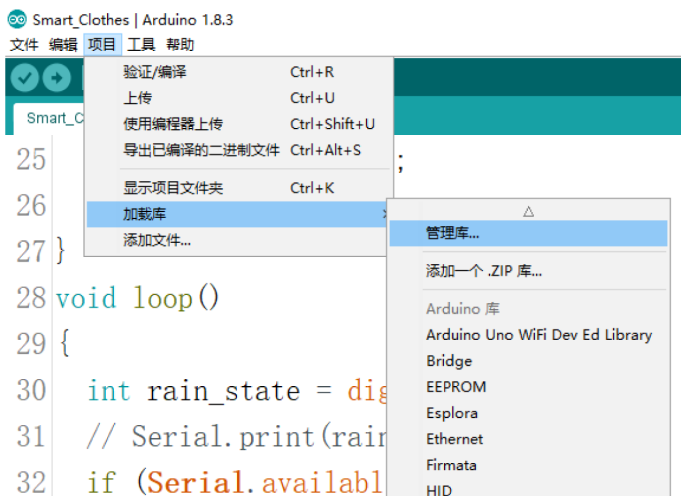 Smart_Clothes | Arduino 1.8.3
文件 编辑 项目 工具 帮助
验证/编译 Ctrl+R
上传 Ctrl+U
使用编程器上传 Ctrl+Shift+U
导出已编译的二进制文件 Ctrl+Alt+S
显示项目文件夹 Ctrl+K
加载库
添加文件...
管理库...
添加一个 .ZIP 库...
Arduino 库
Arduino Uno WiFi Dev Ed Library
Bridge
EEPROM
Esplora
Ethernet
Firmata
HID
Smart_C
25 ;
26
27 }
28 void loop()
29 {
30 int rain_state = dig
31 // Serial.print(rain
32 if (Serial.availabl